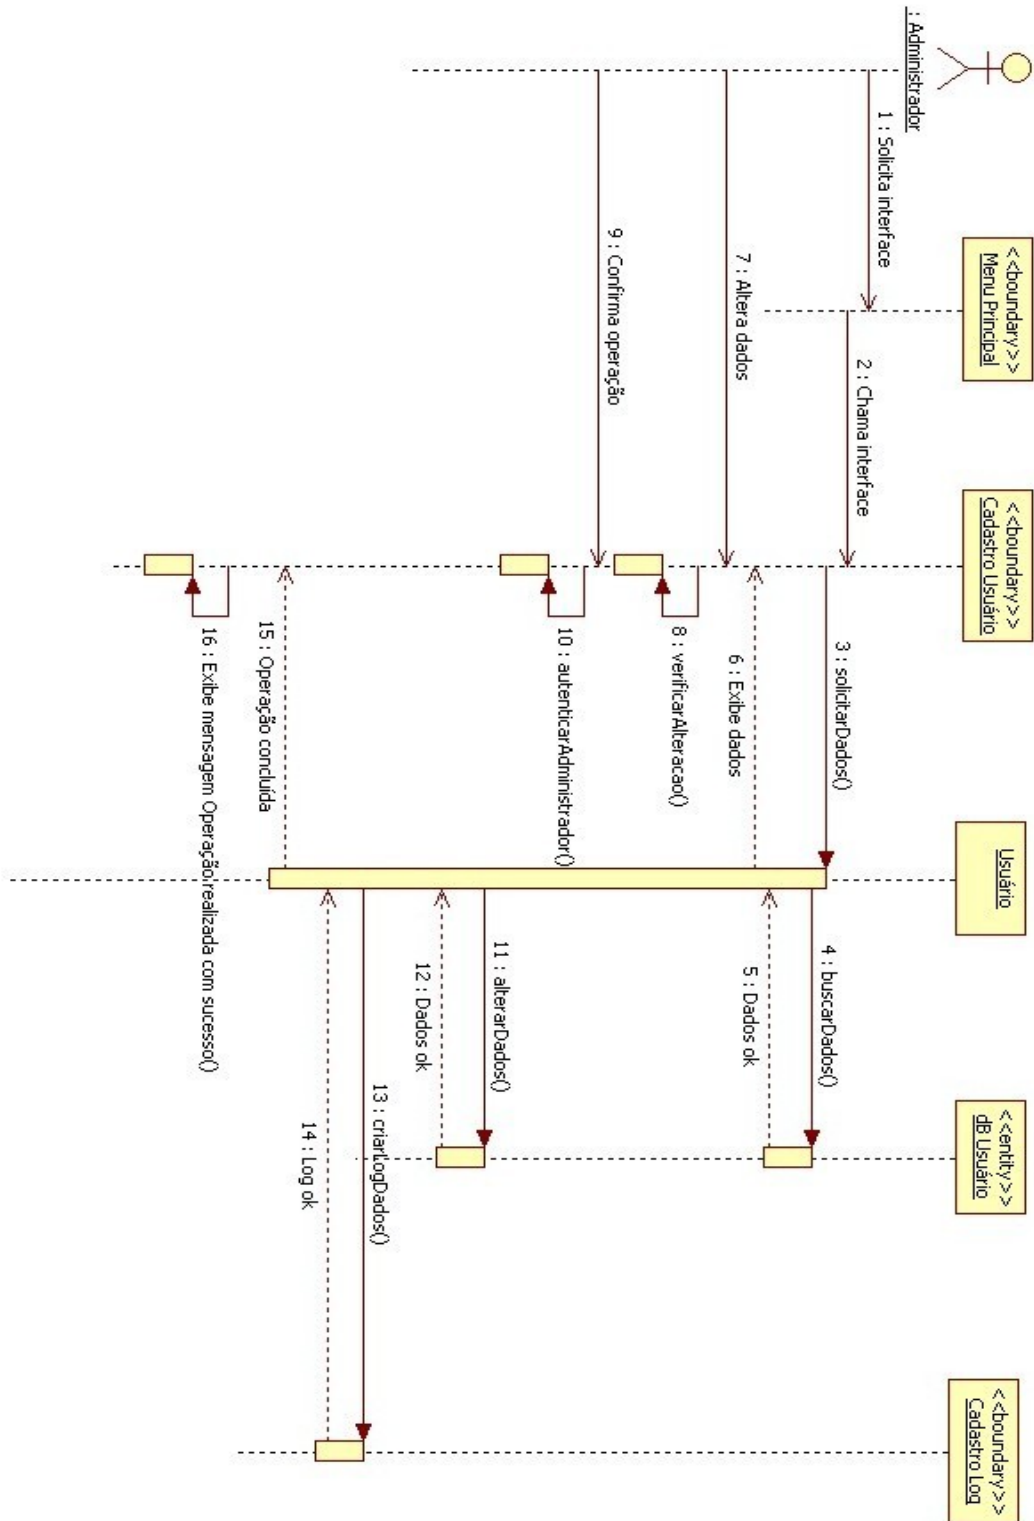 : Administrador
<<boundary>>
Menu Principal
<<boundary>>
Cadastro Usuário
Usuário
<<entity>>
dB Usuário
<<boundary>>
Cadastro Log
1 : Solicita interface
2 : Chama interface
3 : solicitarDados()
4 : buscarDados()
5 : Dados ok
6 : Exibe dados
7 : Altera dados
8 : verificarAlteracao()
9 : Confirma operação
10 : autenticarAdministrador()
11 : alterarDados()
12 : Dados ok
13 : criarLogDados()
14 : Log ok
15 : Operação concluída
16 : Exibe mensagem Operação realizada com sucesso()